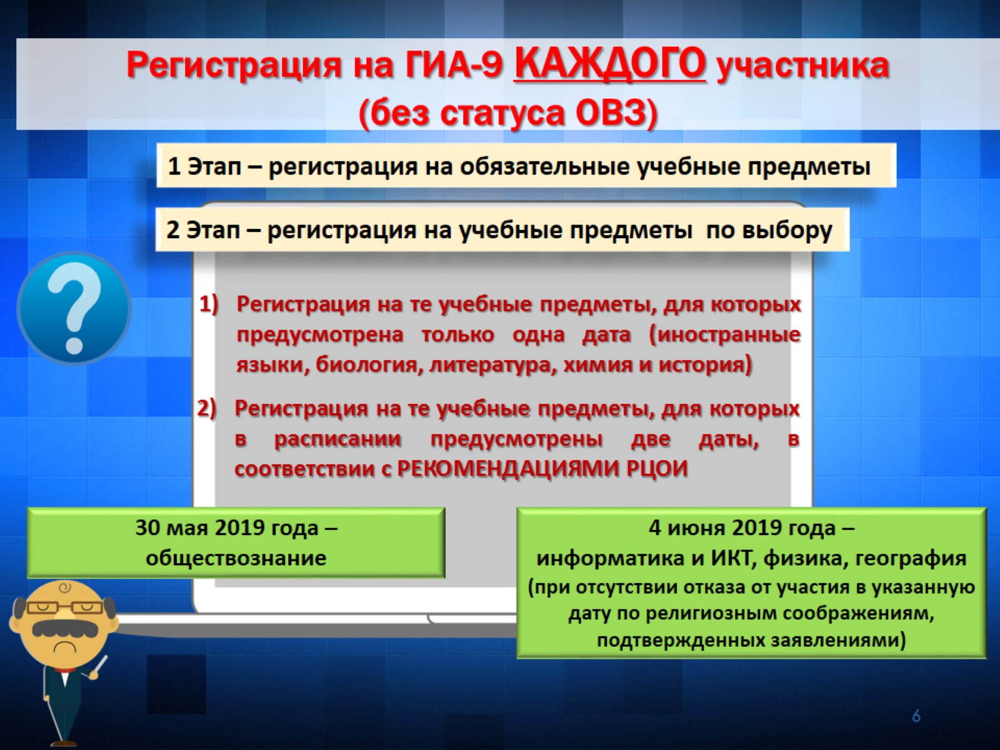 Регистрация на ГИА-9 КАЖДОГО участника
(без статуса ОВЗ)
1 Этап – регистрация на обязательные учебные предметы
2 Этап – регистрация на учебные предметы по выбору
1) Регистрация на те учебные предметы, для которых
предусмотрена только одна дата (иностранные
языки, биология, литература, химия и история)
2) Регистрация на те учебные предметы, для которых
в расписании предусмотрены две даты, в
соответствии с РЕКОМЕНДАЦИЯМИ РЦОИ
30 мая 2019 года –
обществознание
4 июня 2019 года –
информатика и ИКТ, физика, география
(при отсутствии отказа от участия в указанную
дату по религиозным соображениям,
подтвержденных заявлениями)
6